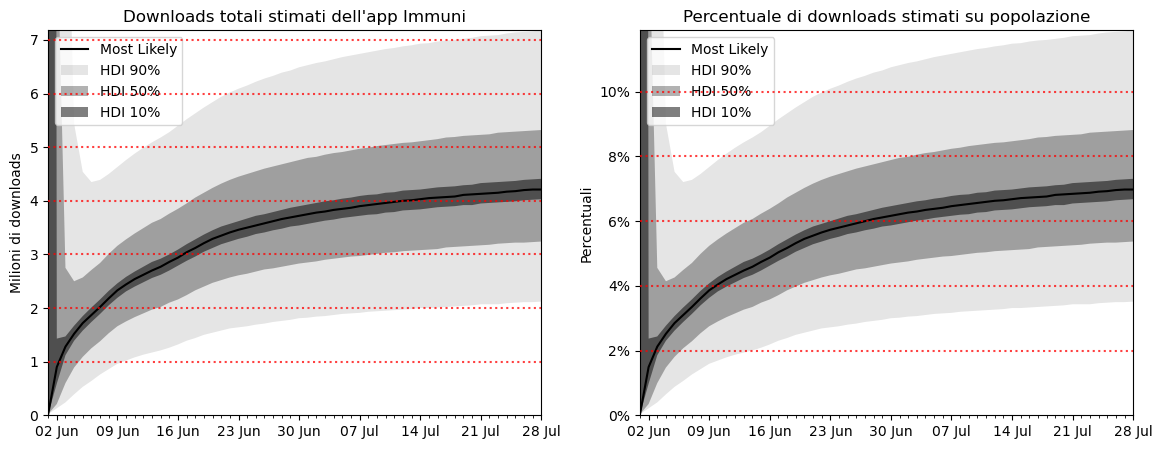 Downloads totali stimati dell'app Immuni
Milioni di downloads
7
6
5
4
3
2
1
0
Most Likely
HDI 90%
HDI 50%
HDI 10%
02 Jun 09 Jun 16 Jun 23 Jun 30 Jun 07 Jul 14 Jul 21 Jul 28 Jul
Percentuale di downloads stimati su popolazione
Percentuali
10%
8%
6%
4%
2%
0%
Most Likely
HDI 90%
HDI 50%
HDI 10%
02 Jun 09 Jun 16 Jun 23 Jun 30 Jun 07 Jul 14 Jul 21 Jul 28 Jul